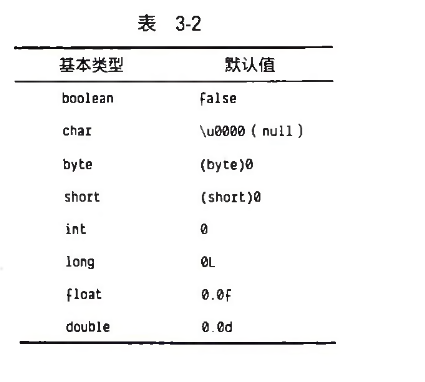 表 3-2
基本类型 默认值
boolean false
char \u0000（null）
byte (byte)0
short (short)0
int 0
long 0L
float 0.0f
double 0.0d